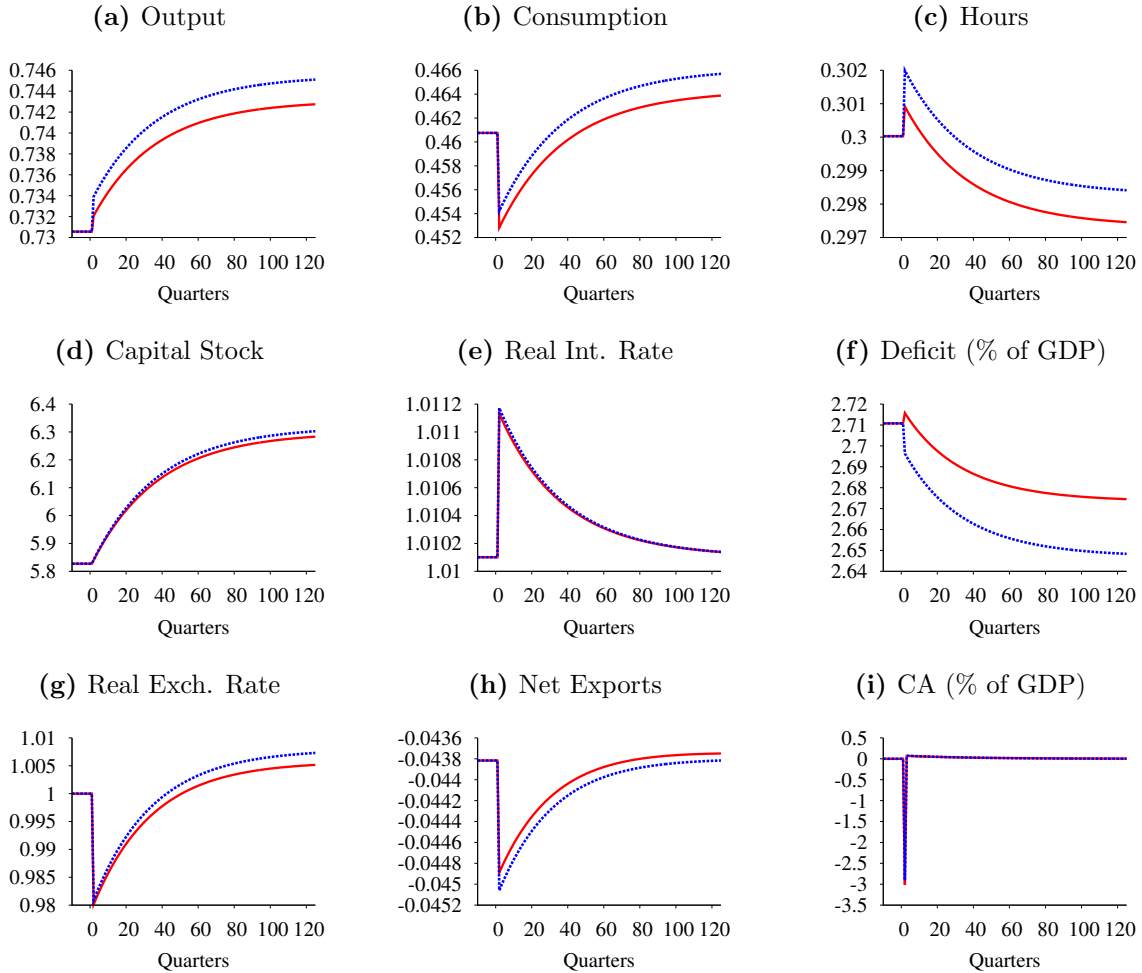 (a) Output
0.746
0.744
0.742
0.74
0.738
0.736
0.734
0.732
0.73
0 20 40 60 80 100 120
Quarters
(b) Consumption
0.466
0.464
0.462
0.46
0.458
0.456
0.454
0.452
0 20 40 60 80 100 120
Quarters
(c) Hours
0.302
0.301
0.3
0.299
0.298
0.297
0 20 40 60 80 100 120
Quarters
(d) Capital Stock
6.4
6.3
6.2
6.1
6
5.9
5.8
0 20 40 60 80 100 120
Quarters
(e) Real Int. Rate
1.0112
1.011
1.0108
1.0106
1.0104
1.0102
1.01
0 20 40 60 80 100 120
Quarters
(f) Deficit (% of GDP)
2.72
2.71
2.7
2.69
2.68
2.67
2.66
2.65
2.64
0 20 40 60 80 100 120
Quarters
(g) Real Exch. Rate
1.01
1.005
1
0.995
0.99
0.985
0.98
0 20 40 60 80 100 120
Quarters
(h) Net Exports
-0.0436
-0.0438
-0.044
-0.0442
-0.0444
-0.0446
-0.0448
-0.045
-0.0452
0 20 40 60 80 100 120
Quarters
(i) CA (% of GDP)
0.5
0
-0.5
-1
-1.5
-2
-2.5
-3
-3.5
0 20 40 60 80 100 120
Quarters